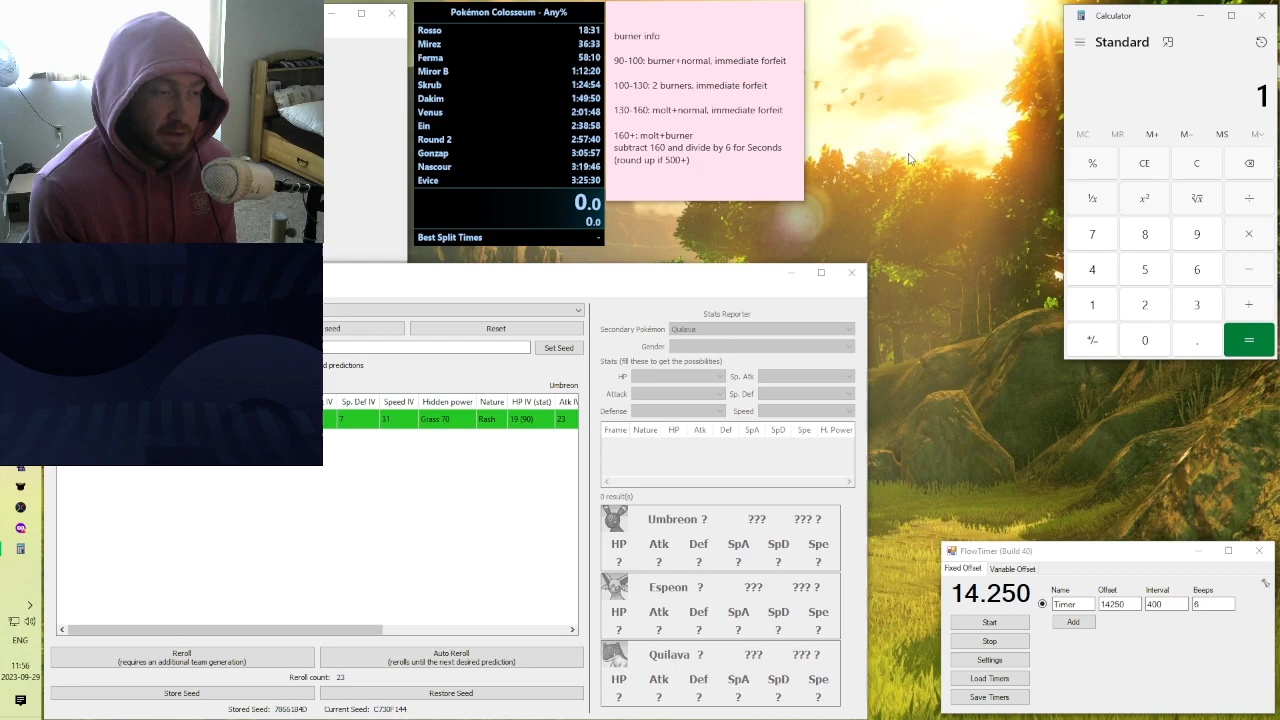 Pokémon Colosseum - Any%
Rosso 18:31
Mirez 36:33
Ferma 58:10
Miror B 1:12:20
Skrub 1:24:54
Dakim 1:49:50
Venus 2:01:48
Ein 2:38:58
Round 2 2:57:40
Gonzap 3:05:57
Nascour 3:19:46
Evice 3:25:30
0.0
0.0
Best Split Times -
burner info
90-100: burner+normal, immediate forfeit
100-130: 2 burners, immediate forfeit
130-160: molt+normal, immediate forfeit
160+: molt+burner
subtract 160 and divide by 6 for Seconds
(round up if 500+)
Calculator
Standard
1
MC MR M+ M- MS M˅
% CE C
¹/x x² ²√x ÷
7 8 9 ×
4 5 6 −
1 2 3 +
+/- 0 . =
seed Reset
Set Seed
d predictions
Umbreon
IV Sp. Def IV Speed IV Hidden power Nature HP IV (stat) Atk IV
7 31 Grass 70 Rash 19 (90) 23
Reroll
(requires an additional team generation)
Auto Reroll
(rerolls until the next desired prediction)
Reroll count: 23
Store Seed Restore Seed
Stored Seed: 78661B4D Current Seed: C730F144
Stats Reporter
Secondary Pokémon Quilava
Gender
Stats (fill these to get the possibilities)
HP Sp. Atk
Attack Sp. Def
Defense Speed
Frame Nature HP Atk Def SpA SpD Spe H. Power
0 result(s)
Umbreon ? ??? ??? ?
HP Atk Def SpA SpD Spe
? ? ? ? ? ?
Espeon ? ??? ??? ?
HP Atk Def SpA SpD Spe
? ? ? ? ? ?
Quilava ? ??? ??? ?
HP Atk Def SpA SpD Spe
? ? ? ? ? ?
FlowTimer (Build 40)
Fixed Offset Variable Offset
14.250
Name Offset Interval Beeps
Timer 14250 400 6
Add
Start
Stop
Settings
Load Timers
Save Timers
ENG
11:56
2023-09-29